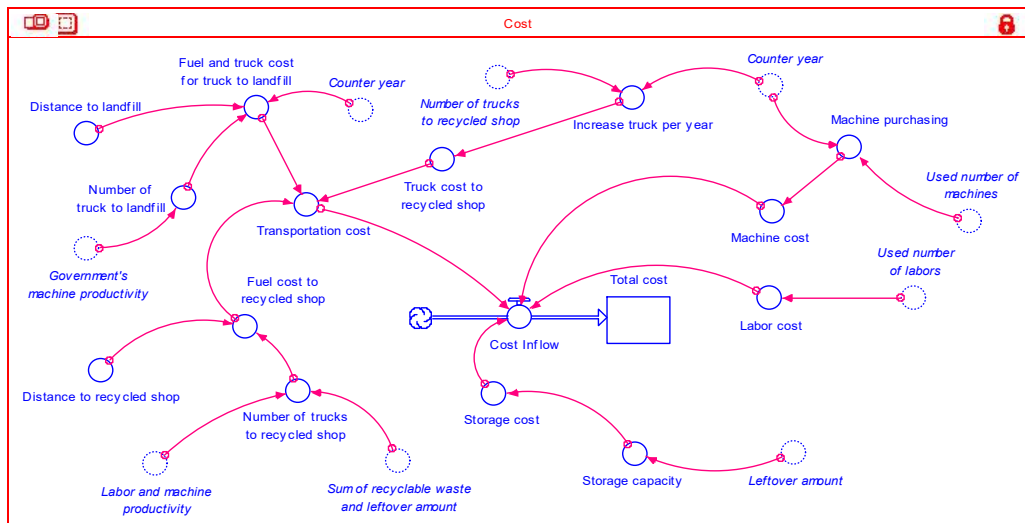 Cost
Fuel and truck cost
for truck to landfill
Counter year
Distance to landfill
Number of
truck to landfill
Government's
machine productivity
Transportation cost
Number of trucks
to recycled shop
Increase truck per year
Counter year
Machine purchasing
Truck cost to
recycled shop
Used number of
machines
Machine cost
Used number
of labors
Labor cost
Total cost
Cost Inflow
Fuel cost to
recycled shop
Distance to recycled shop
Number of trucks
to recycled shop
Storage cost
Labor and machine
productivity
Sum of recyclable waste
and leftover amount
Storage capacity
Leftover amount